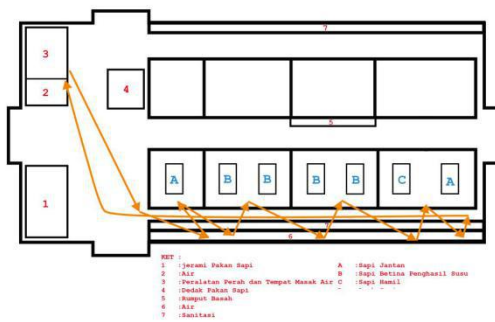 7
3
2
4
5
A
B
B
B
B
C
A
1
6
KET :
1 :jerami Pakan Sapi
2 :Air
3 :Peralatan Perah dan Tempat Masak Air
4 :Dedak Pakan Sapi
5 :Rumput Basah
6 :Air
7 :Sanitasi
A :Sapi Jantan
B :Sapi Betina Penghasil Susu
C :Sapi Hamil